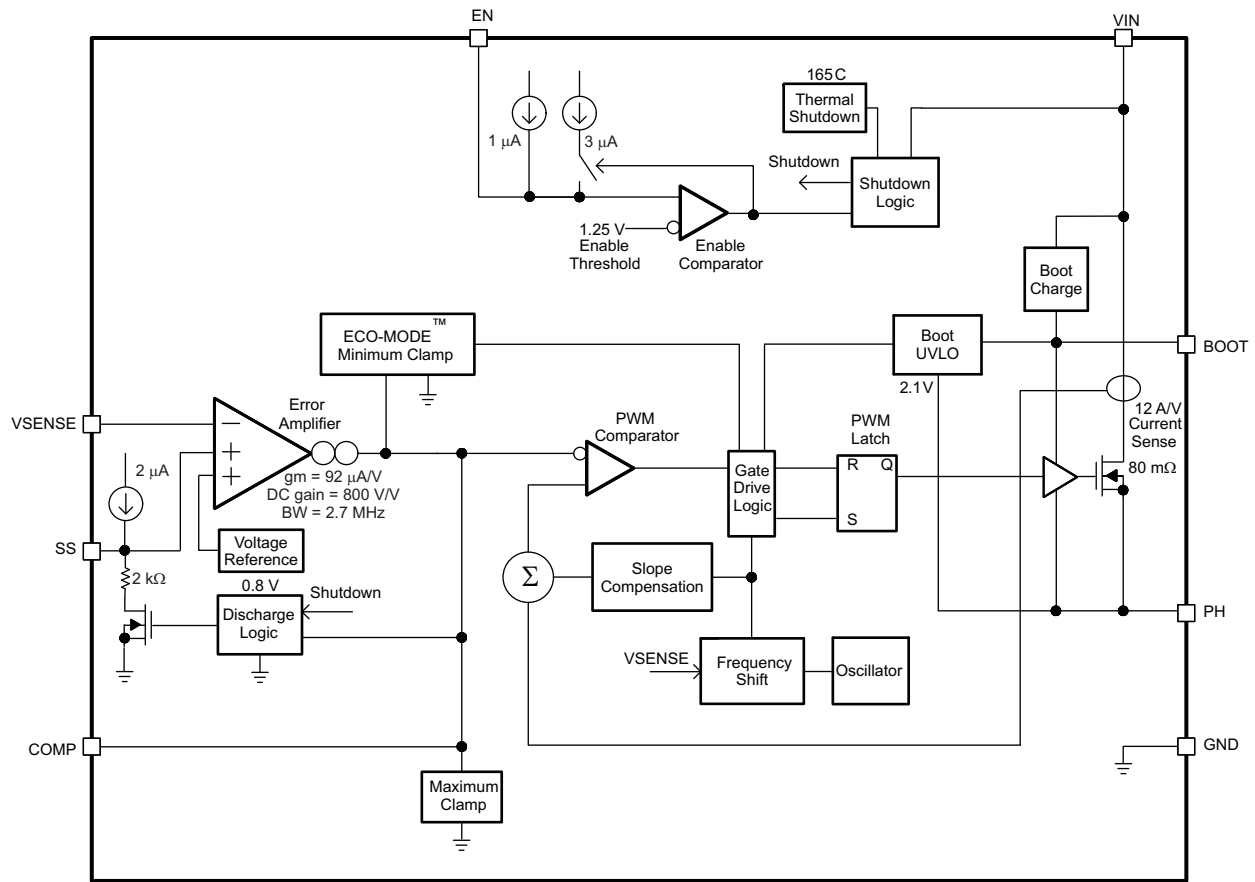 EN
VIN
165C
Thermal
Shutdown
1 μA
3 μA
Shutdown
Shutdown
Logic
1.25 V
Enable
Threshold
Enable
Comparator
Boot
Charge
ECO-MODE™
Minimum Clamp
Boot
UVLO
BOOT
2.1V
12 A/V
Current
Sense
VSENSE
Error
Amplifier
PWM
Comparator
PWM
Latch
−
+
+
gm = 92 μA/V
DC gain = 800 V/V
BW = 2.7 MHz
Gate
Drive
Logic
R
Q
S
80 mΩ
2 μA
SS
Voltage
Reference
2 kΩ
0.8 V
Shutdown
Discharge
Logic
Σ
Slope
Compensation
PH
VSENSE
Frequency
Shift
Oscillator
COMP
GND
Maximum
Clamp